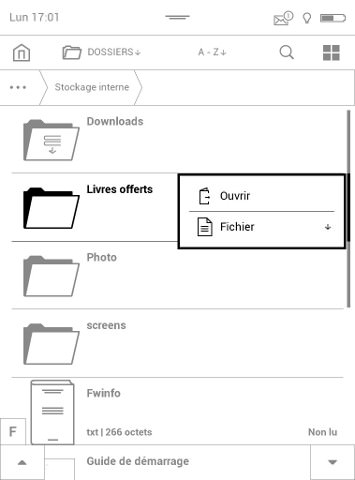 Lun 17:01
DOSSIERS↓ A - Z↓
... Stockage interne
Downloads
Livres offerts
Ouvrir
Fichier ↓
Photo
screens
Fwinfo
F
txt | 266 octets Non lu
Guide de démarrage